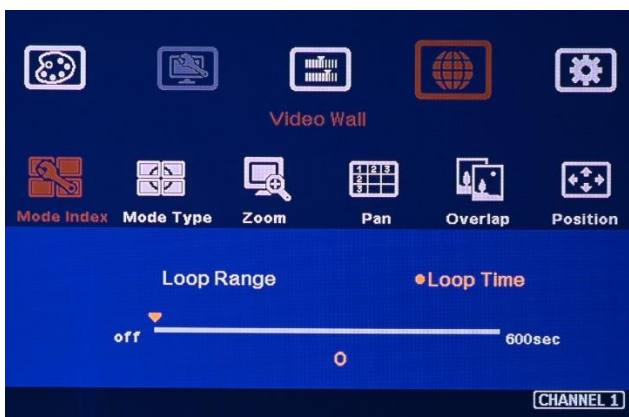 Video Wall
Mode Index Mode Type Zoom Pan Overlap Position
Loop Range Loop Time
off 600sec
0
CHANNEL 1